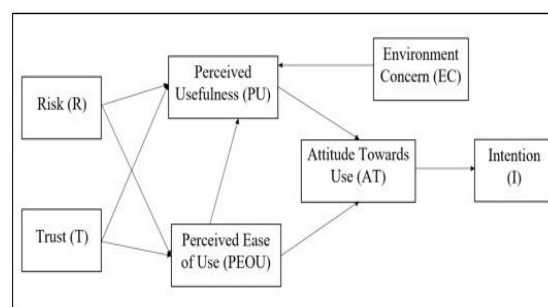 Perceived
Usefulness (PU)
Environment
Concern (EC)
Risk (R)
Attitude Towards
Use (AT)
Intention
(I)
Trust (T)
Perceived Ease
of Use (PEOU)